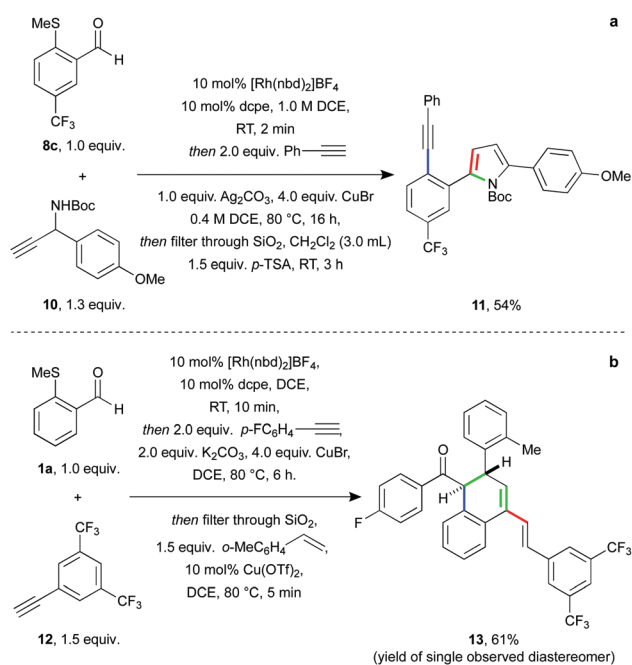 a
MeS
O
H
CF₃
8c, 1.0 equiv.
+
NHBoc
OMe
10, 1.3 equiv.
10 mol% [Rh(nbd)₂]BF₄
10 mol% dcpe, 1.0 M DCE,
RT, 2 min
then 2.0 equiv. Ph
1.0 equiv. Ag₂CO₃, 4.0 equiv. CuBr
0.4 M DCE, 80 °C, 16 h,
then filter through SiO₂, CH₂Cl₂ (3.0 mL)
1.5 equiv. p-TSA, RT, 3 h
Ph
N
Boc
OMe
CF₃
11, 54%
b
MeS
O
H
1a, 1.0 equiv.
+
CF₃
CF₃
12, 1.5 equiv.
10 mol% [Rh(nbd)₂]BF₄,
10 mol% dcpe, DCE,
RT, 10 min,
then 2.0 equiv. p-FC₆H₄ ,
2.0 equiv. K₂CO₃, 4.0 equiv. CuBr,
DCE, 80 °C, 6 h.
then filter through SiO₂,
1.5 equiv. o-MeC₆H₄ ,
10 mol% Cu(OTf)₂,
DCE, 80 °C, 5 min
Me
O
H
H
F
CF₃
CF₃
13, 61%
(yield of single observed diastereomer)